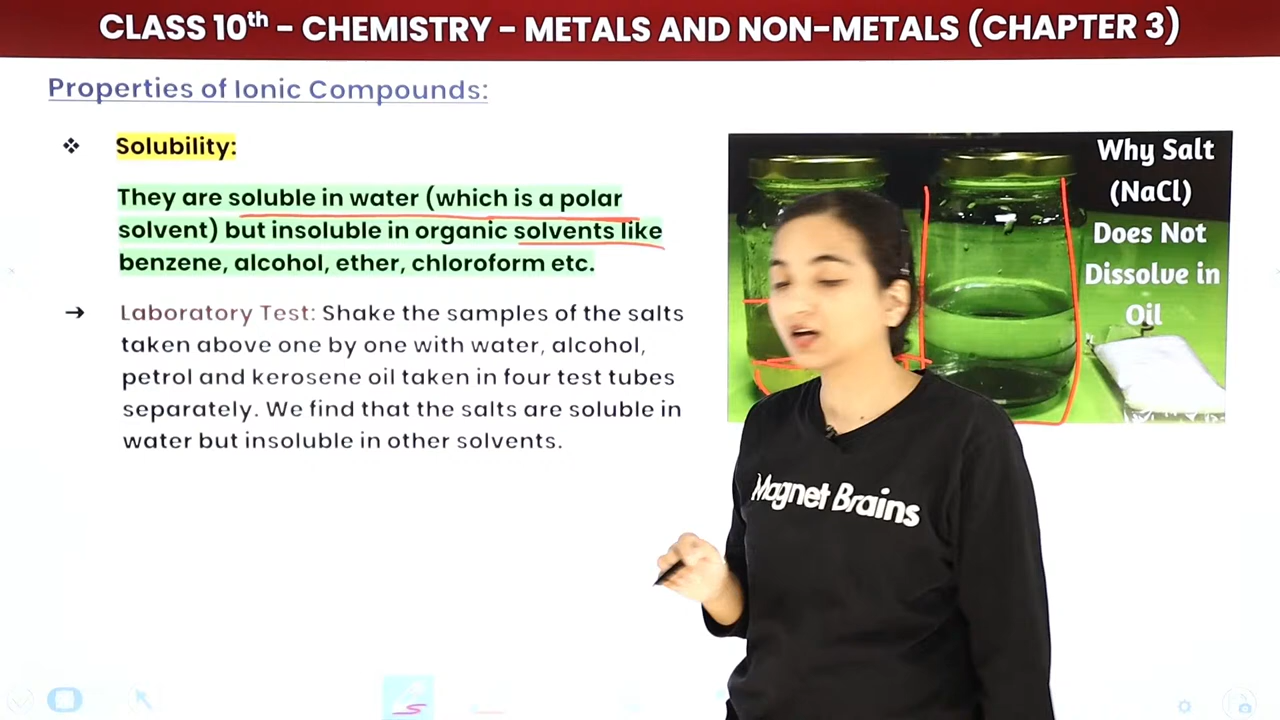 CLASS 10th - CHEMISTRY - METALS AND NON-METALS (CHAPTER 3)
Properties of Ionic Compounds:
❖ Solubility:
They are soluble in water (which is a polar
solvent) but insoluble in organic solvents like
benzene, alcohol, ether, chloroform etc.
→ Laboratory Test: Shake the samples of the salts
taken above one by one with water, alcohol,
petrol and kerosene oil taken in four test tubes
separately. We find that the salts are soluble in
water but insoluble in other solvents.
Why Salt
(NaCl)
Does Not
Dissolve in
Oil
Magnet Brains